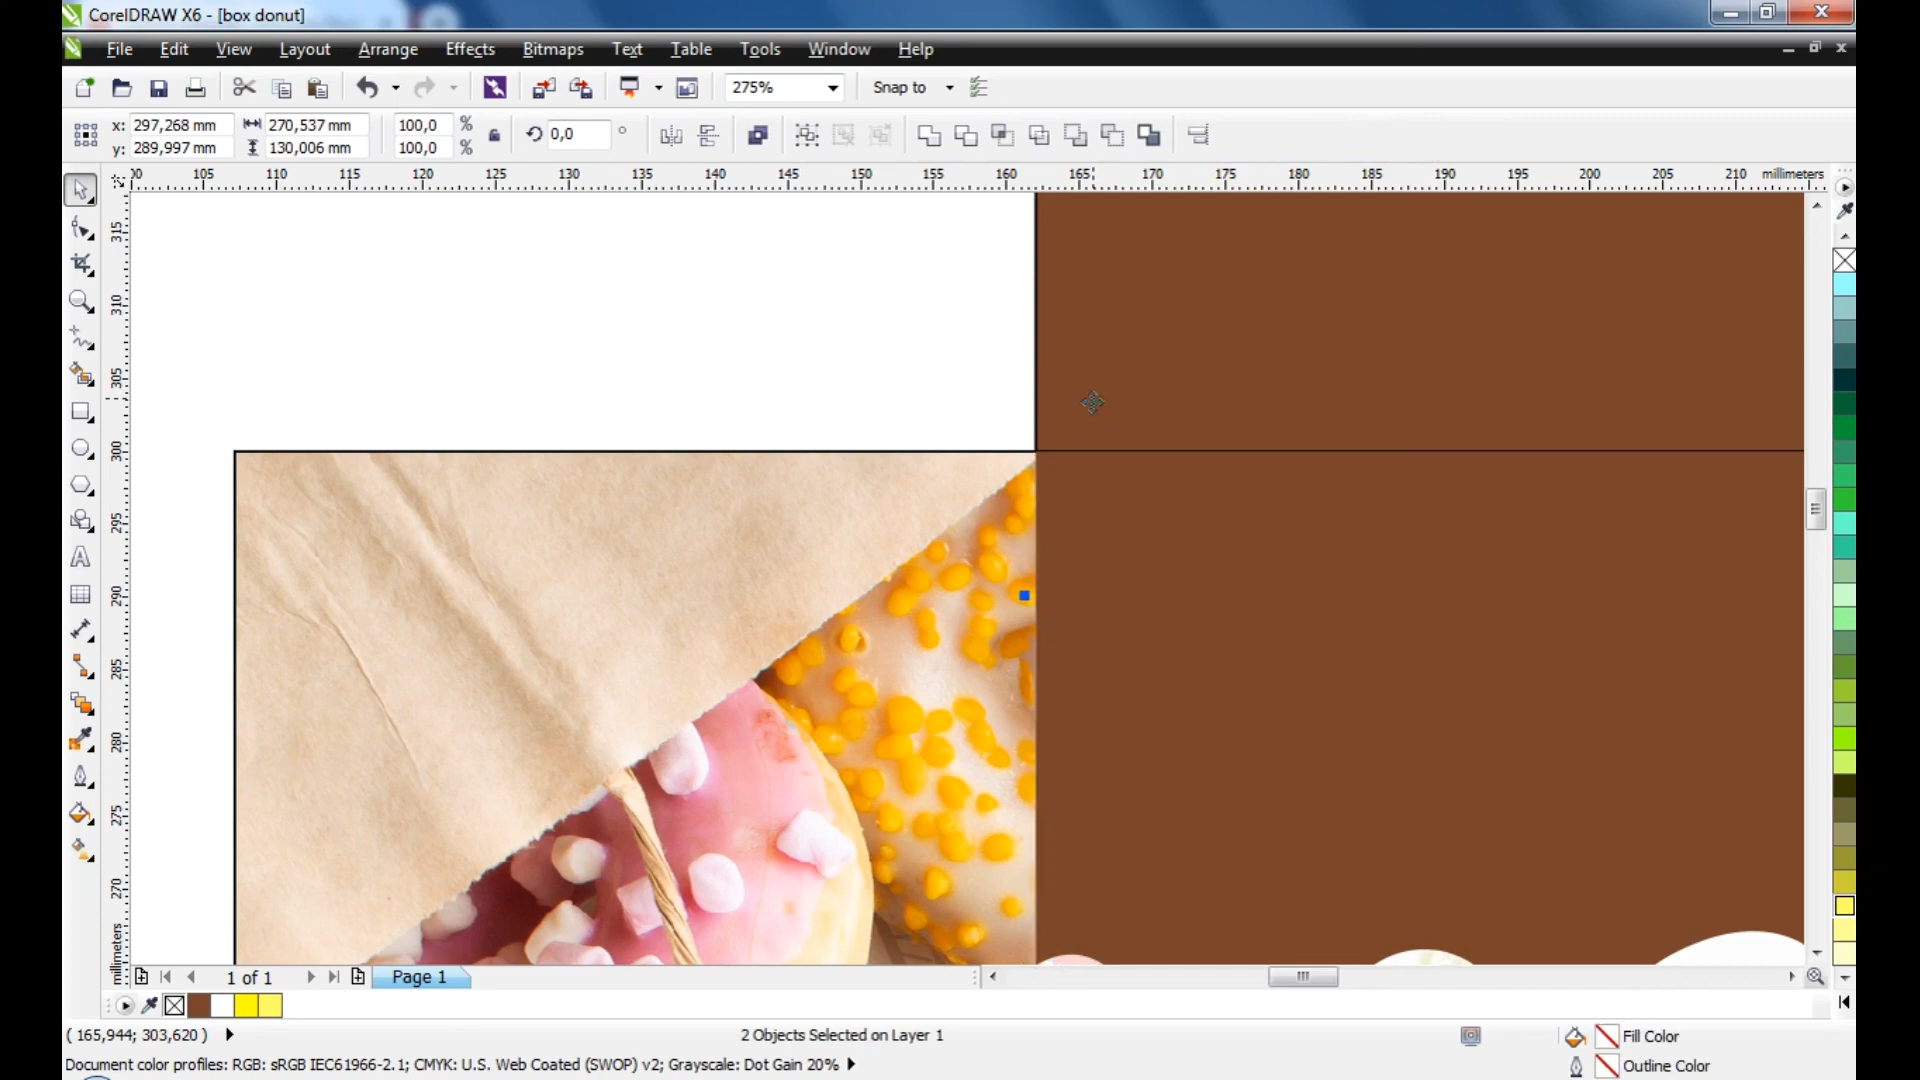 CorelDRAW X6 - [box donut]
File Edit View Layout Arrange Effects Bitmaps Text Table Tools Window Help
275% Snap to
x: 297,268 mm 270,537 mm 100,0 % 0,0 °
y: 289,997 mm 130,006 mm 100,0 %
105 110 115 120 125 130 135 140 145 150 155 160 165 170 175 180 185 190 195 200 205 210 millimeters
315
310
305
300
295
290
285
280
275
270
millimeters
1 of 1 Page 1
( 165,944; 303,620 ) 2 Objects Selected on Layer 1 Fill Color
Document color profiles: RGB: sRGB IEC61966-2.1; CMYK: U.S. Web Coated (SWOP) v2; Grayscale: Dot Gain 20% Outline Color